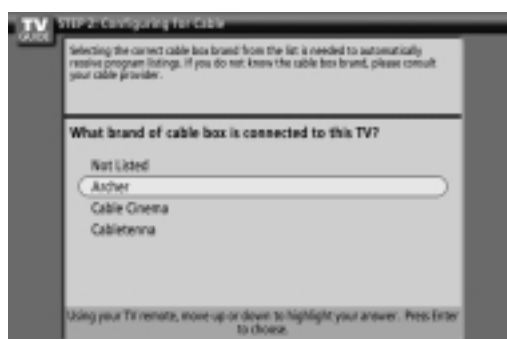 TV
GUIDE
STEP 2: Configuring for Cable
Selecting the correct cable box brand from the list is needed to automatically
receive program listings. If you do not know the cable box brand, please consult
your cable provider.
What brand of cable box is connected to this TV?
Not Listed
Archer
Cable Cinema
Cabletenna
Using your TV remote, move up or down to highlight your answer. Press Enter
to choose.